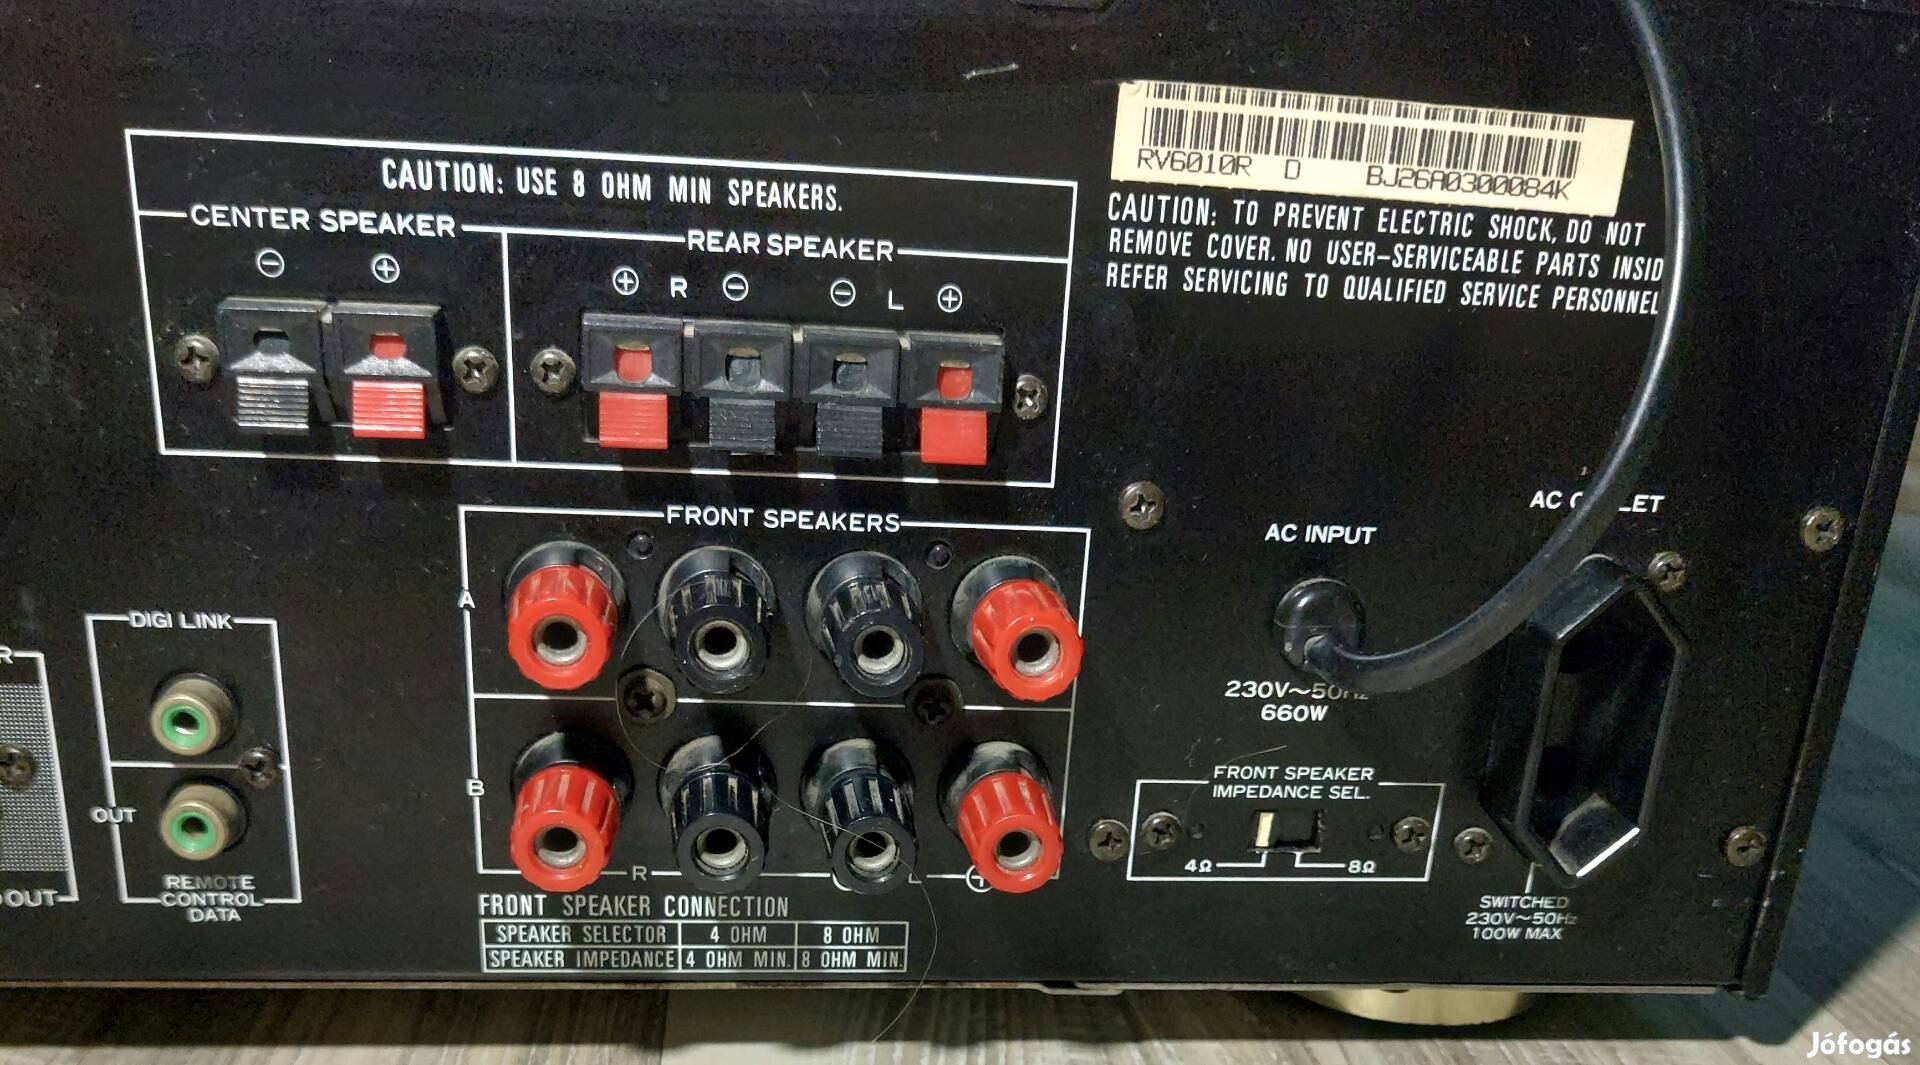 CAUTION: USE 8 OHM MIN SPEAKERS.
CENTER SPEAKER
REAR SPEAKER
⊖ ⊕
⊕ R ⊖ ⊖ L ⊕
RV6010R D BJ26A0300084K
CAUTION: TO PREVENT ELECTRIC SHOCK, DO NOT
REMOVE COVER. NO USER-SERVICEABLE PARTS INSID
REFER SERVICING TO QUALIFIED SERVICE PERSONNEL
FRONT SPEAKERS
A
B
R L ⊕
FRONT SPEAKER CONNECTION
SPEAKER SELECTOR 4 OHM 8 OHM
SPEAKER IMPEDANCE 4 OHM MIN. 8 OHM MIN.
DIGI LINK
OUT
REMOTE
CONTROL
DATA
OUT
AC INPUT
230V~50Hz
660W
FRONT SPEAKER
IMPEDANCE SEL.
4Ω 8Ω
AC
SWITCHED
230V~50Hz
100W MAX
Jófogás